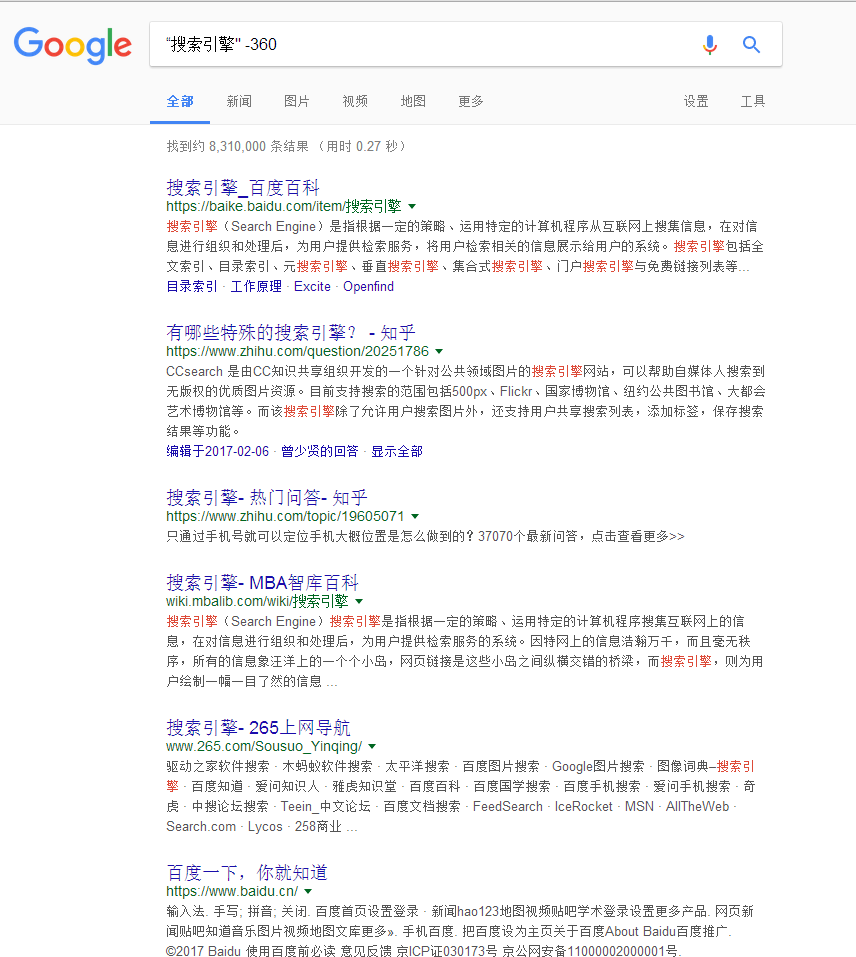 Google
“搜索引擎" -360
全部 新闻 图片 视频 地图 更多 设置 工具
找到约 8,310,000 条结果 （用时 0.27 秒）
搜索引擎_百度百科
https://baike.baidu.com/item/搜索引擎
搜索引擎（Search Engine）是指根据一定的策略、运用特定的计算机程序从互联网上搜集信息，在对信
息进行组织和处理后，为用户提供检索服务，将用户检索相关的信息展示给用户的系统。搜索引擎包括全
文索引、目录索引、元搜索引擎、垂直搜索引擎、集合式搜索引擎、门户搜索引擎与免费链接列表等...
目录索引 · 工作原理 · Excite · Openfind
有哪些特殊的搜索引擎？ - 知乎
https://www.zhihu.com/question/20251786
CCsearch 是由CC知识共享组织开发的一个针对公共领域图片的搜索引擎网站，可以帮助自媒体人搜索到
无版权的优质图片资源。目前支持搜索的范围包括500px、Flickr、国家博物馆、纽约公共图书馆、大都会
艺术博物馆等。而该搜索引擎除了允许用户搜索图片外，还支持用户共享搜索列表，添加标签，保存搜索
结果等功能。
编辑于2017-02-06 · 曾少贤的回答 · 显示全部
搜索引擎- 热门问答- 知乎
https://www.zhihu.com/topic/19605071
只通过手机号就可以定位手机大概位置是怎么做到的？37070个最新问答，点击查看更多>>
搜索引擎- MBA智库百科
wiki.mbalib.com/wiki/搜索引擎
搜索引擎（Search Engine）搜索引擎是指根据一定的策略、运用特定的计算机程序搜集互联网上的信
息，在对信息进行组织和处理后，为用户提供检索服务的系统。因特网上的信息浩瀚万千，而且毫无秩
序，所有的信息象汪洋上的一个个小岛，网页链接是这些小岛之间纵横交错的桥梁，而搜索引擎，则为用
户绘制一幅一目了然的信息 ...
搜索引擎- 265上网导航
www.265.com/Sousuo_Yinqing/
驱动之家软件搜索 · 木蚂蚁软件搜索 · 太平洋搜索 · 百度图片搜索 · Google图片搜索 · 图像词典–搜索引
擎 · 百度知道 · 爱问知识人 · 雅虎知识堂 · 百度百科 · 百度国学搜索 · 百度手机搜索 · 爱问手机搜索 · 奇
虎 · 中搜论坛搜索 · Teein_中文论坛 · 百度文档搜索 · FeedSearch · IceRocket · MSN · AllTheWeb ·
Search.com · Lycos · 258商业 ...
百度一下，你就知道
https://www.baidu.cn/
输入法. 手写; 拼音; 关闭. 百度首页设置登录 · 新闻hao123地图视频贴吧学术登录设置更多产品. 网页新
闻贴吧知道音乐图片视频地图文库更多». 手机百度. 把百度设为主页关于百度About Baidu百度推广.
©2017 Baidu 使用百度前必读 意见反馈 京ICP证030173号 京公网安备11000002000001号.